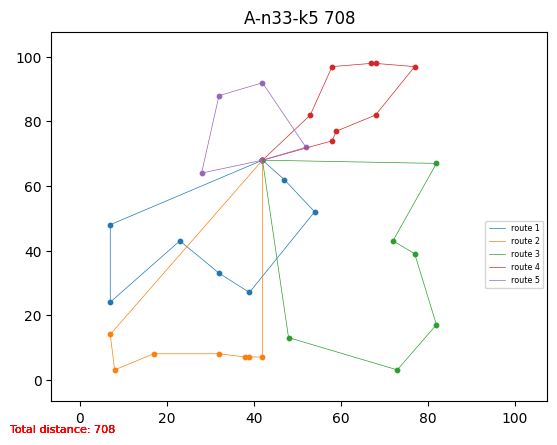 A-n33-k5 708
100
80
60
40
20
0
0 20 40 60 80 100
route 1
route 2
route 3
route 4
route 5
Total distance: 708